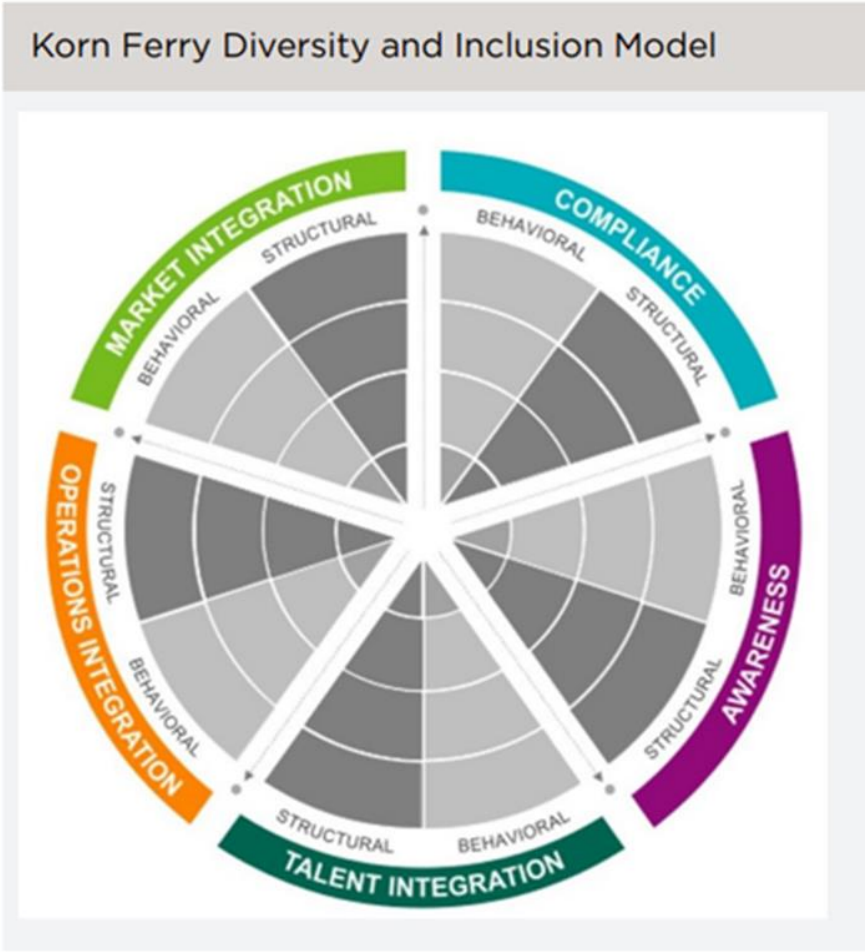 Korn Ferry Diversity and Inclusion Model
COMPLIANCE
BEHAVIORAL
STRUCTURAL
AWARENESS
BEHAVIORAL
STRUCTURAL
TALENT INTEGRATION
BEHAVIORAL
STRUCTURAL
OPERATIONS INTEGRATION
BEHAVIORAL
STRUCTURAL
MARKET INTEGRATION
BEHAVIORAL
STRUCTURAL